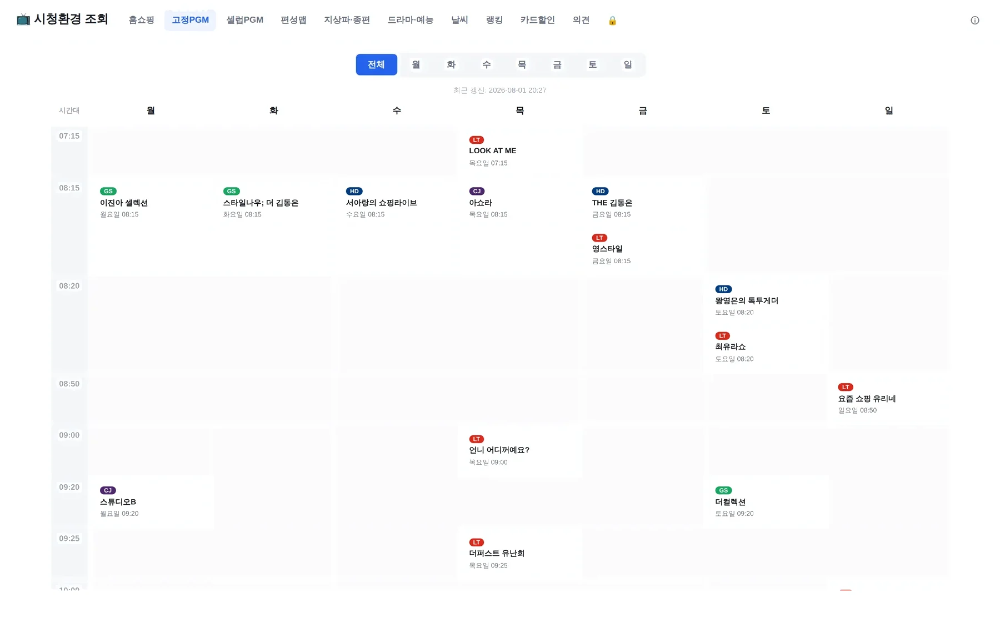 📺 시청환경 조회 홈쇼핑 고정PGM 셀럽PGM 편성맵 지상파·종편 드라마·예능 날씨 랭킹 카드할인 의견 🔒
전체 월 화 수 목 금 토 일
최근 갱신: 2026-08-01 20:27
시간대 월 화 수 목 금 토 일
07:15
LT
LOOK AT ME
목요일 07:15
08:15
GS
이진아 셀렉션
월요일 08:15
GS
스타일나우; 더 김동은
화요일 08:15
HD
서아랑의 쇼핑라이브
수요일 08:15
CJ
아쇼라
목요일 08:15
HD
THE 김동은
금요일 08:15
LT
영스타일
금요일 08:15
08:20
HD
왕영은의 톡투게더
토요일 08:20
LT
최유라쇼
토요일 08:20
08:50
LT
요즘 쇼핑 유리네
일요일 08:50
09:00
LT
언니 어디꺼예요?
목요일 09:00
09:20
CJ
스튜디오B
월요일 09:20
GS
더컬렉션
토요일 09:20
09:25
LT
더퍼스트 유난희
목요일 09:25